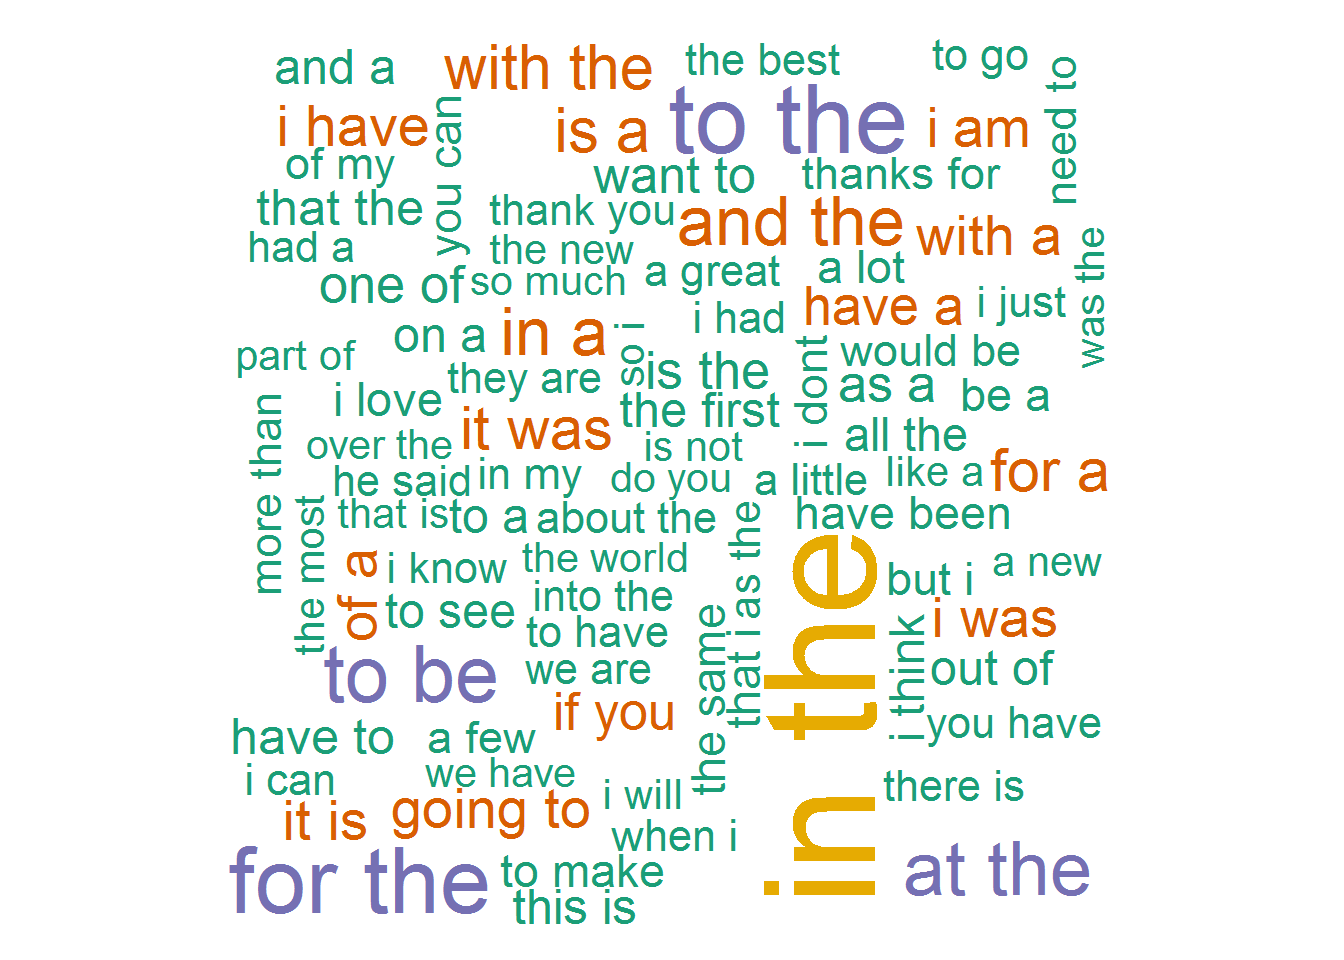 and a
with the
the best
to go
i have
you can
is a
to the
i am
need to
of my
want to
thanks for
that the
thank you
and the
with a
had a
the new
was the
one of
so much
a great
a lot
i had
have a
i just
on a
in a
so i
part of
they are
is the
i dont
would be
as a
be a
i love
the first
more than
over the
it was
is not
all the
he said
in my
do you
a little
like a
for a
the most
that is
to a
about the
as the
have been
of a
i know
the world
in the
but i
a new
to see
into the
i was
to have
the same
that i
i think
to be
we are
out of
if you
you have
have to
a few
i can
we have
there is
it is
going to
i will
when i
for the
to make
at the
this is